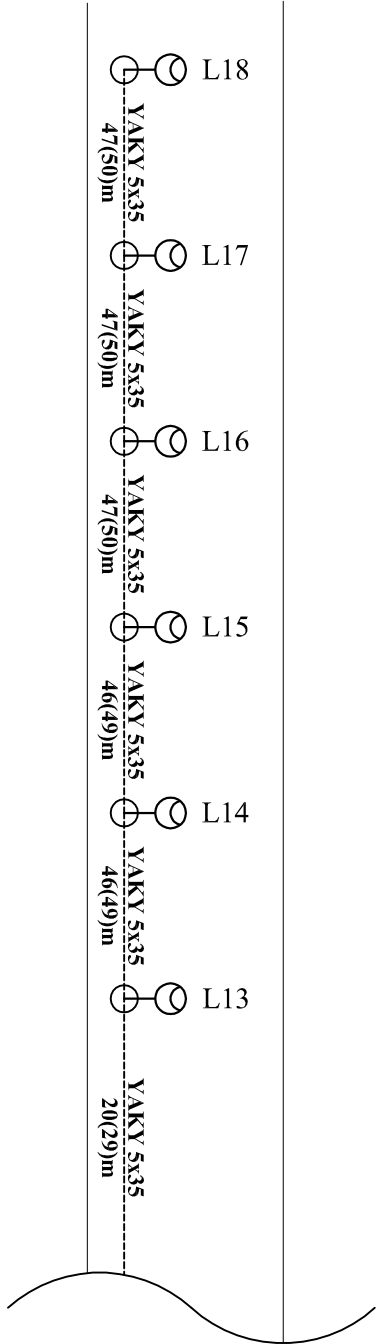 L18
YAKY 5x35
47(50)m
L17
YAKY 5x35
47(50)m
L16
YAKY 5x35
47(50)m
L15
YAKY 5x35
46(49)m
L14
YAKY 5x35
46(49)m
L13
YAKY 5x35
20(29)m